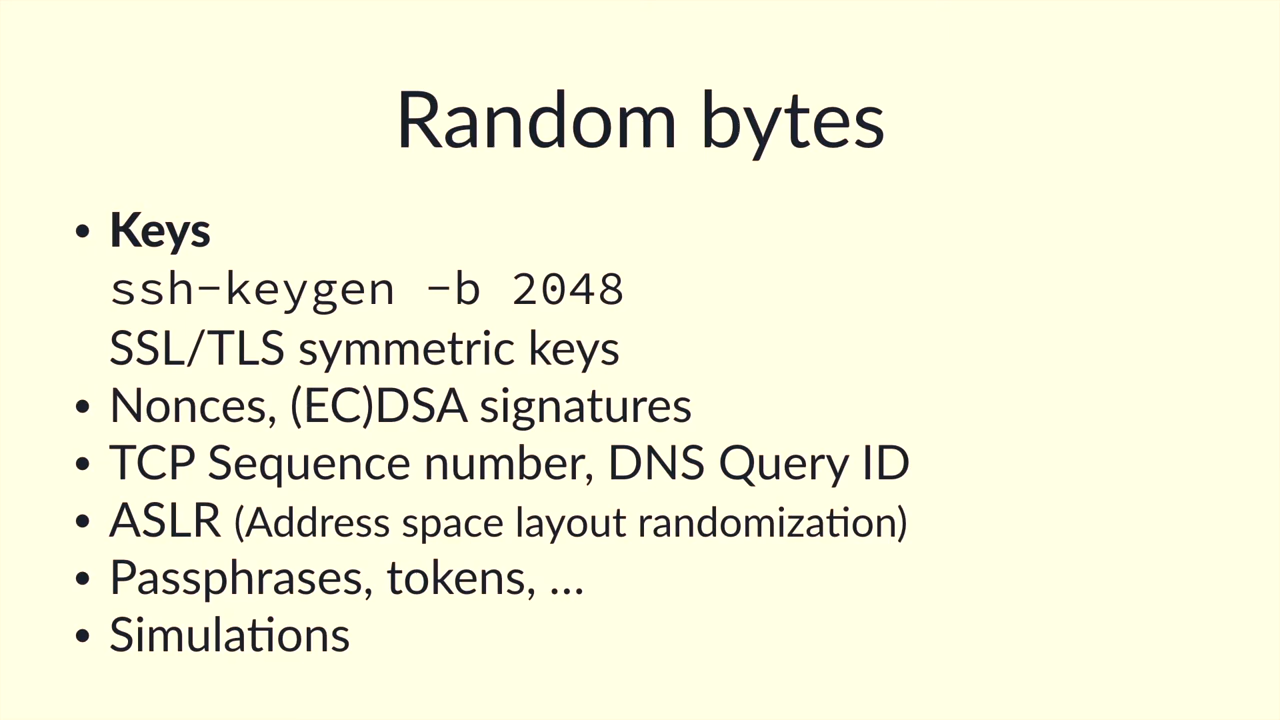 Random bytes
• Keys
ssh-keygen -b 2048
SSL/TLS symmetric keys
• Nonces, (EC)DSA signatures
• TCP Sequence number, DNS Query ID
• ASLR (Address space layout randomization)
• Passphrases, tokens, ...
• Simulations